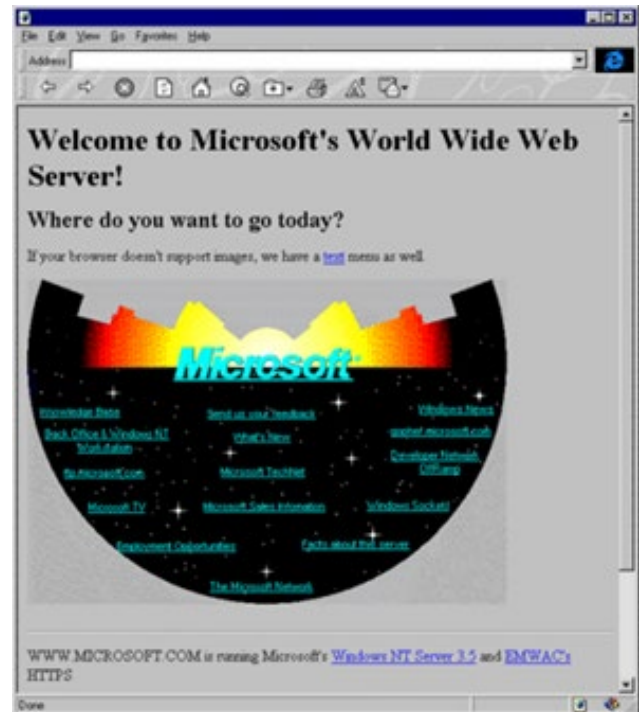 File Edit View Go Favorites Help
Address
Welcome to Microsoft's World Wide Web
Server!
Where do you want to go today?
If your browser doesn't support images, we have a text menu as well.
Microsoft
Knowledge Base
Send us your feedback
Windows News
Back Office & Windows NT
Workstation
What's New
gopher.microsoft.com
Developer Network
OffRamp
ftp.microsoft.com
Microsoft TechNet
Microsoft TV
Microsoft Sales Information
Windows Sockets
Employment Opportunities
Facts about this server
The Microsoft Network
WWW.MICROSOFT.COM is running Microsoft's Windows NT Server 3.5 and EMWAC's
HTTPS
Done